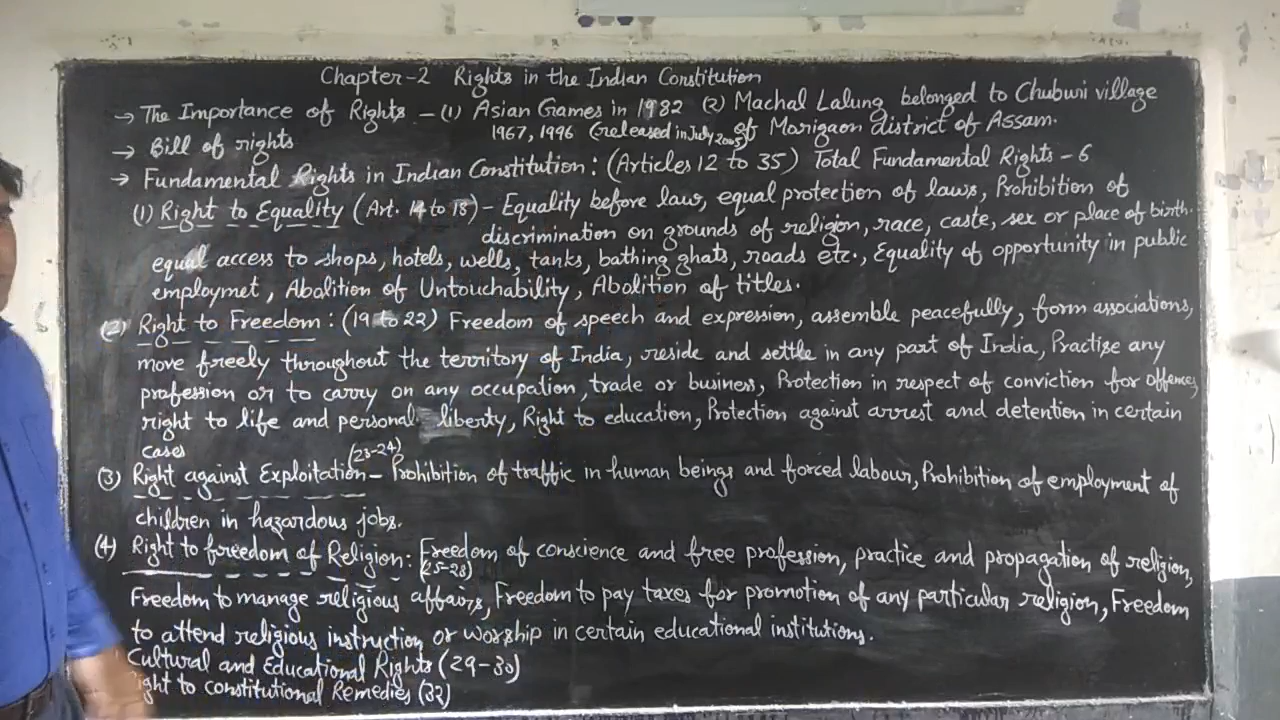 Chapter-2 Rights in the Indian Constitution
→ The Importance of Rights - (1) Asian Games in 1982 (2) Machal Lalung belonged to Chuburi village
1967, 1996 (released in July 2005) of Morigaon district of Assam.
→ Bill of rights
→ Fundamental Rights in Indian Constitution: (Articles 12 to 35) Total Fundamental Rights - 6
(1) Right to Equality (Art. 14 to 18) - Equality before law, equal protection of laws, Prohibition of
discrimination on grounds of religion, race, caste, sex or place of birth.
equal access to shops, hotels, wells, tanks, bathing ghats, roads etc., Equality of opportunity in public
employmet, Abolition of Untouchability, Abolition of titles.
(2) Right to Freedom: (19 to 22) Freedom of speech and expression, assemble peacefully, form associations,
move freely throughout the territory of India, reside and settle in any part of India, Practise any
profession or to carry on any occupation, trade or business, Protection in respect of conviction for offences,
right to life and personal liberty, Right to education, Protection against arrest and detention in certain
cases
(23-24)
(3) Right against Exploitation - Prohibition of traffic in human beings and forced labour, Prohibition of employment of
children in hazardous jobs.
(4) Right to freedom of Religion: Freedom of conscience and free profession, practice and propagation of religion,
(25-28)
Freedom to manage religious affairs, Freedom to pay taxes for promotion of any particular religion, Freedom
to attend religious instruction or worship in certain educational institutions.
Cultural and Educational Rights (29-30)
Right to constitutional Remedies (32)